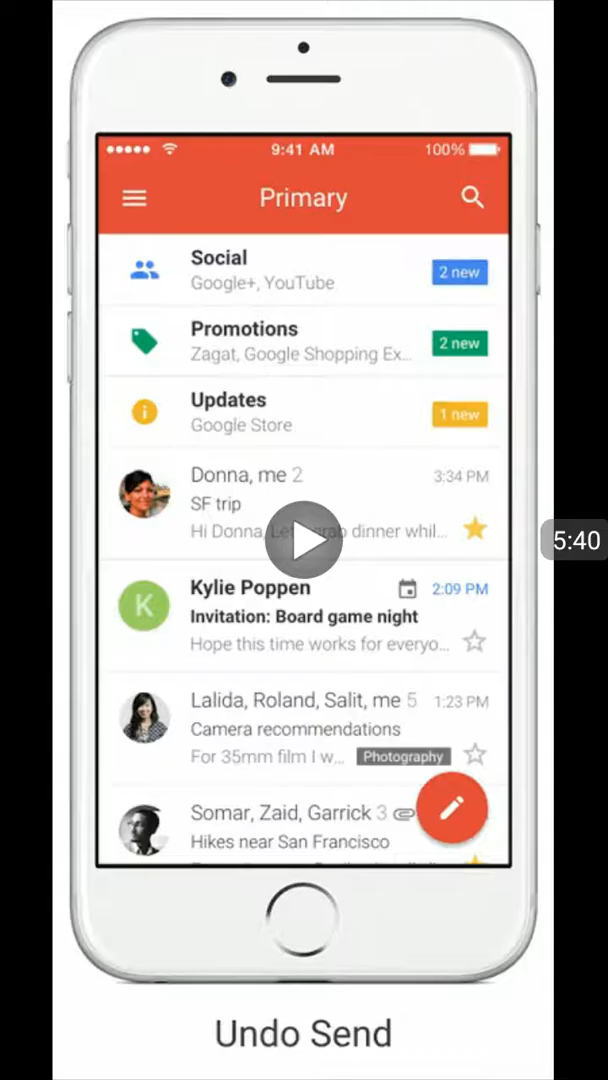 9:41 AM
100%
Primary
Social
Google+, YouTube
2 new
Promotions
Zagat, Google Shopping Ex...
2 new
Updates
Google Store
1 new
Donna, me 2
3:34 PM
SF trip
Hi Donna, Let's grab dinner whil...
5:40
K
Kylie Poppen
2:09 PM
Invitation: Board game night
Hope this time works for everyo...
Lalida, Roland, Salit, me 5
1:23 PM
Camera recommendations
For 35mm film I w...
Photography
Somar, Zaid, Garrick 3
Hikes near San Francisco
Undo Send